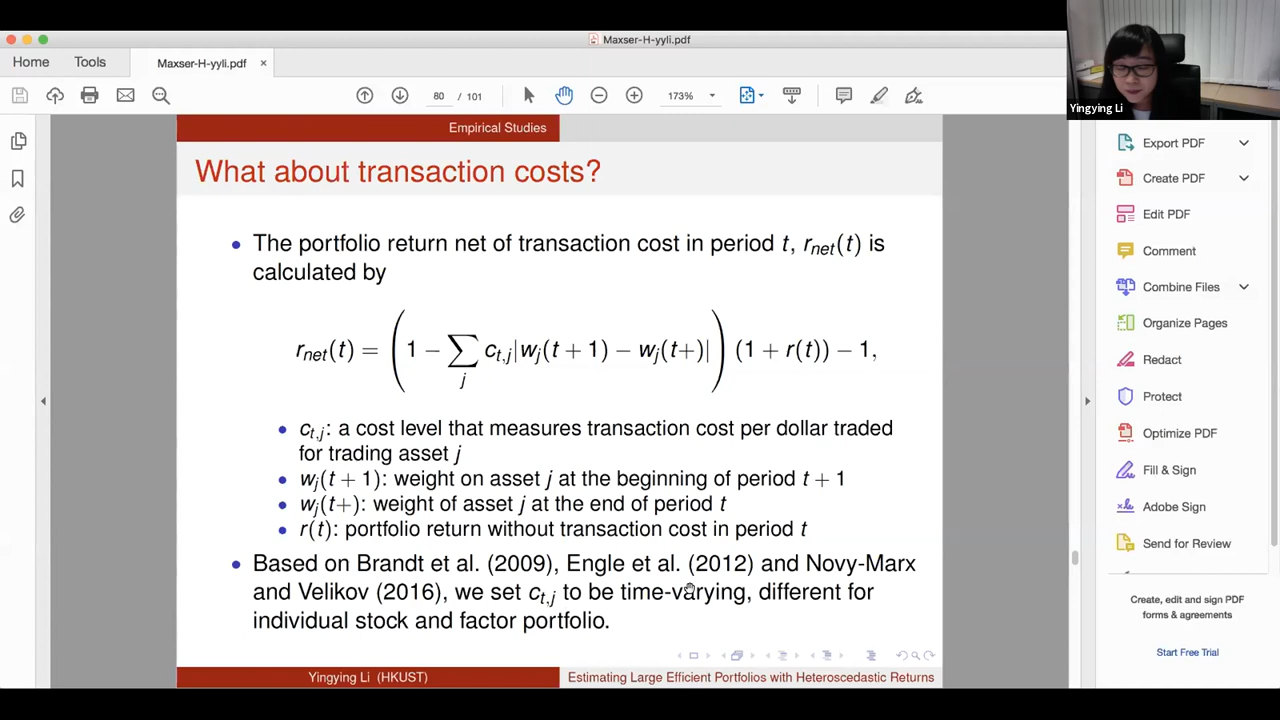 Maxser-H-yyli.pdf
Home
Tools
Maxser-H-yyli.pdf ×
80 / 101
173%
Yingying Li
Empirical Studies
What about transaction costs?
• The portfolio return net of transaction cost in period t, r_net(t) is
calculated by
r_net(t) = (1 − ∑_j c_{t,j}|w_j(t + 1) − w_j(t+)|) (1 + r(t)) − 1,
• c_{t,j}: a cost level that measures transaction cost per dollar traded
for trading asset j
• w_j(t + 1): weight on asset j at the beginning of period t + 1
• w_j(t+): weight of asset j at the end of period t
• r(t): portfolio return without transaction cost in period t
• Based on Brandt et al. (2009), Engle et al. (2012) and Novy-Marx
and Velikov (2016), we set c_{t,j} to be time-varying, different for
individual stock and factor portfolio.
Yingying Li (HKUST)
Estimating Large Efficient Portfolios with Heteroscedastic Returns
Export PDF
Create PDF
Edit PDF
Comment
Combine Files
Organize Pages
Redact
Protect
Optimize PDF
Fill & Sign
Adobe Sign
Send for Review
Create, edit and sign PDF
forms & agreements
Start Free Trial